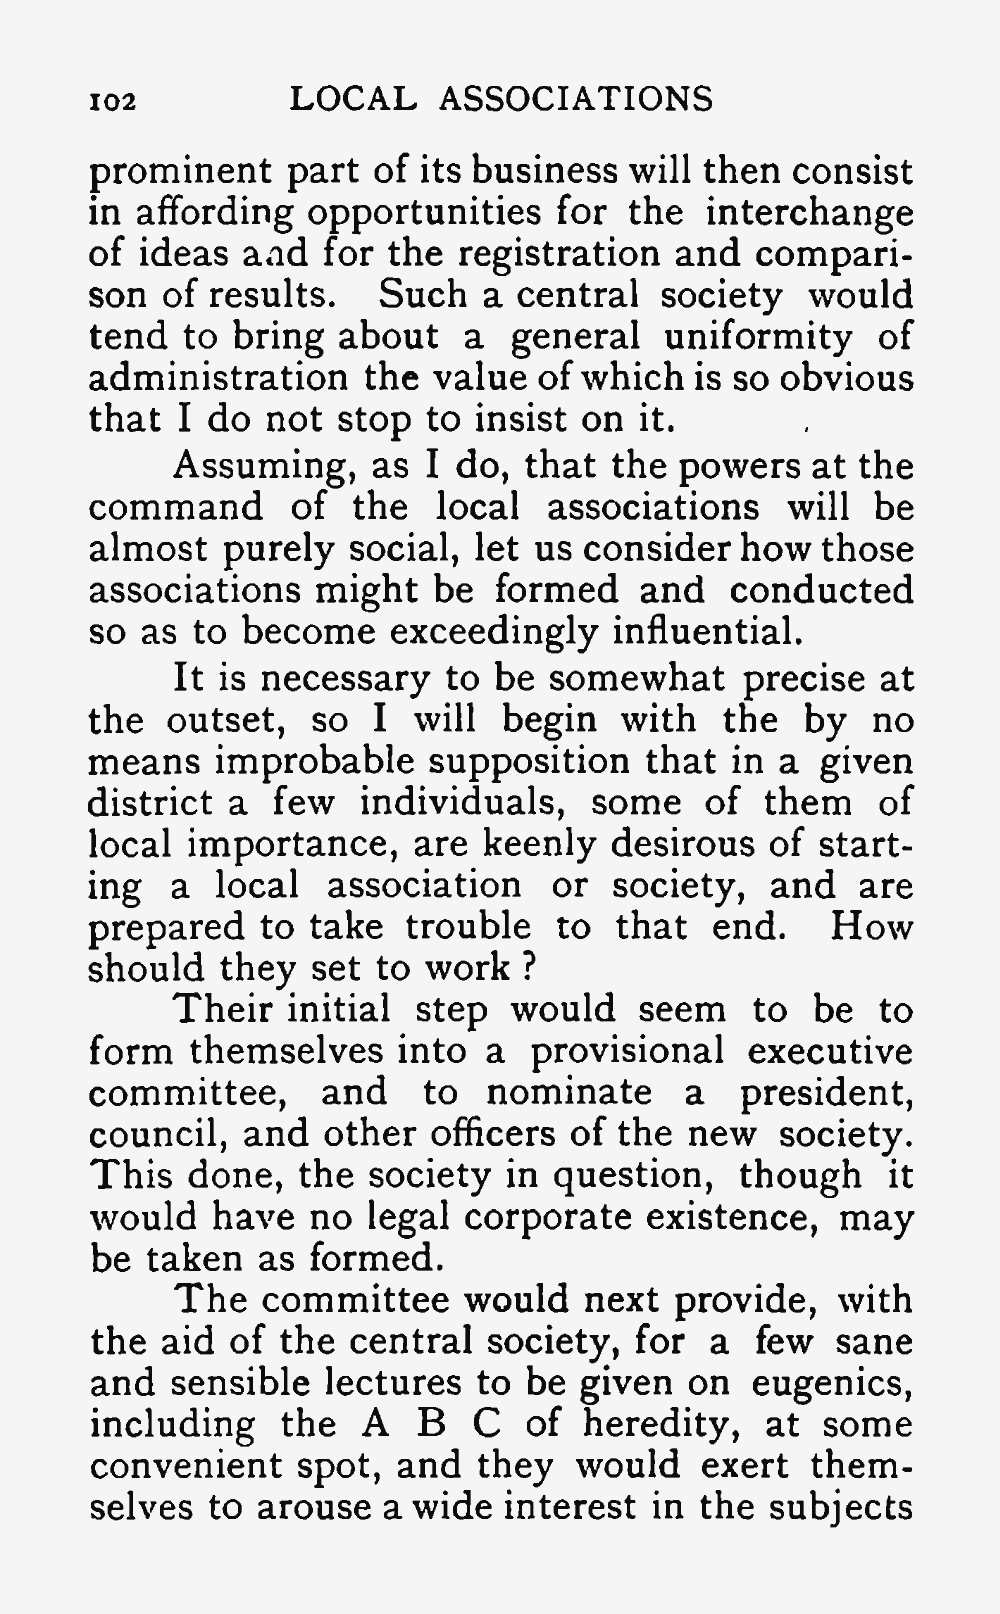 102 LOCAL ASSOCIATIONS
prominent part of its business will then consist
in affording opportunities for the interchange
of ideas and for the registration and compari-
son of results. Such a central society would
tend to bring about a general uniformity of
administration the value of which is so obvious
that I do not stop to insist on it.
Assuming, as I do, that the powers at the
command of the local associations will be
almost purely social, let us consider how those
associations might be formed and conducted
so as to become exceedingly influential.
It is necessary to be somewhat precise at
the outset, so I will begin with the by no
means improbable supposition that in a given
district a few individuals, some of them of
local importance, are keenly desirous of start-
ing a local association or society, and are
prepared to take trouble to that end. How
should they set to work ?
Their initial step would seem to be to
form themselves into a provisional executive
committee, and to nominate a president,
council, and other officers of the new society.
This done, the society in question, though it
would have no legal corporate existence, may
be taken as formed.
The committee would next provide, with
the aid of the central society, for a few sane
and sensible lectures to be given on eugenics,
including the A B C of heredity, at some
convenient spot, and they would exert them-
selves to arouse a wide interest in the subjects